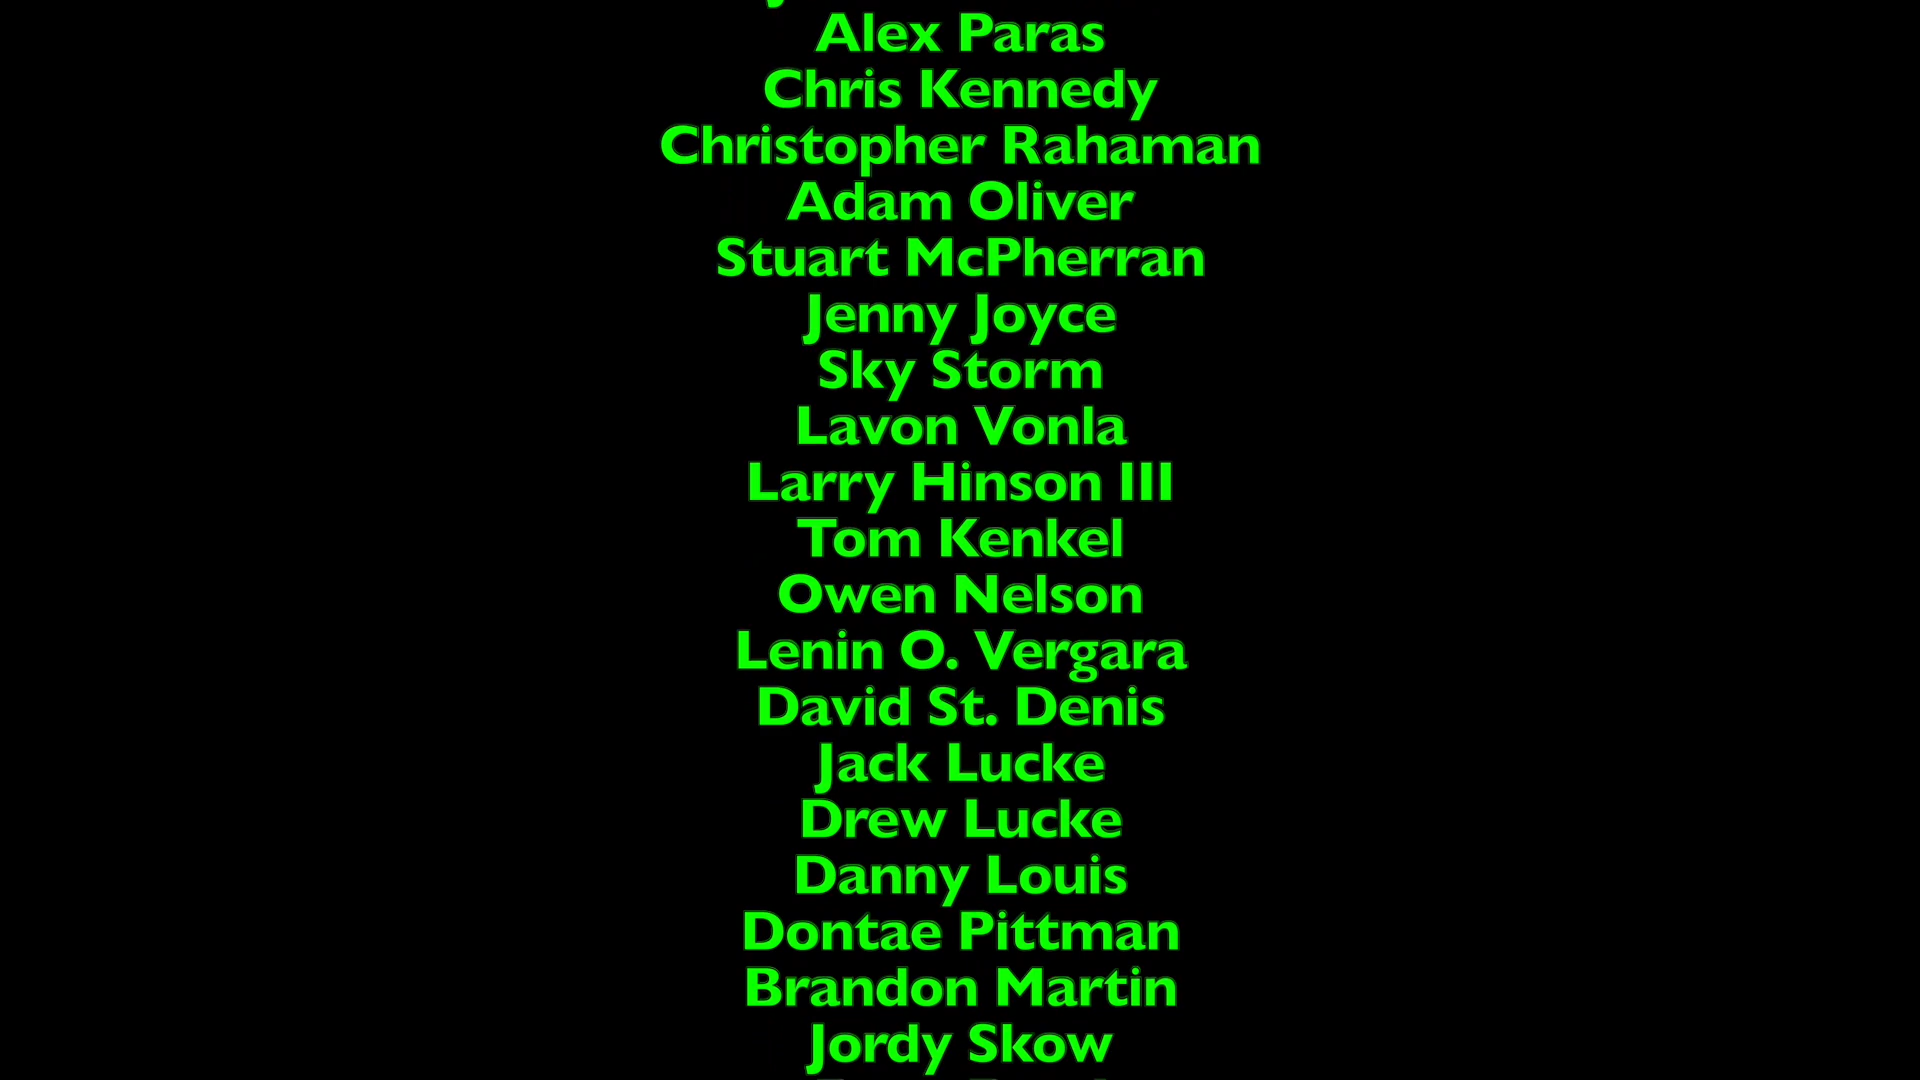 Alex Paras
Chris Kennedy
Christopher Rahaman
Adam Oliver
Stuart McPherran
Jenny Joyce
Sky Storm
Lavon Vonla
Larry Hinson III
Tom Kenkel
Owen Nelson
Lenin O. Vergara
David St. Denis
Jack Lucke
Drew Lucke
Danny Louis
Dontae Pittman
Brandon Martin
Jordy Skow